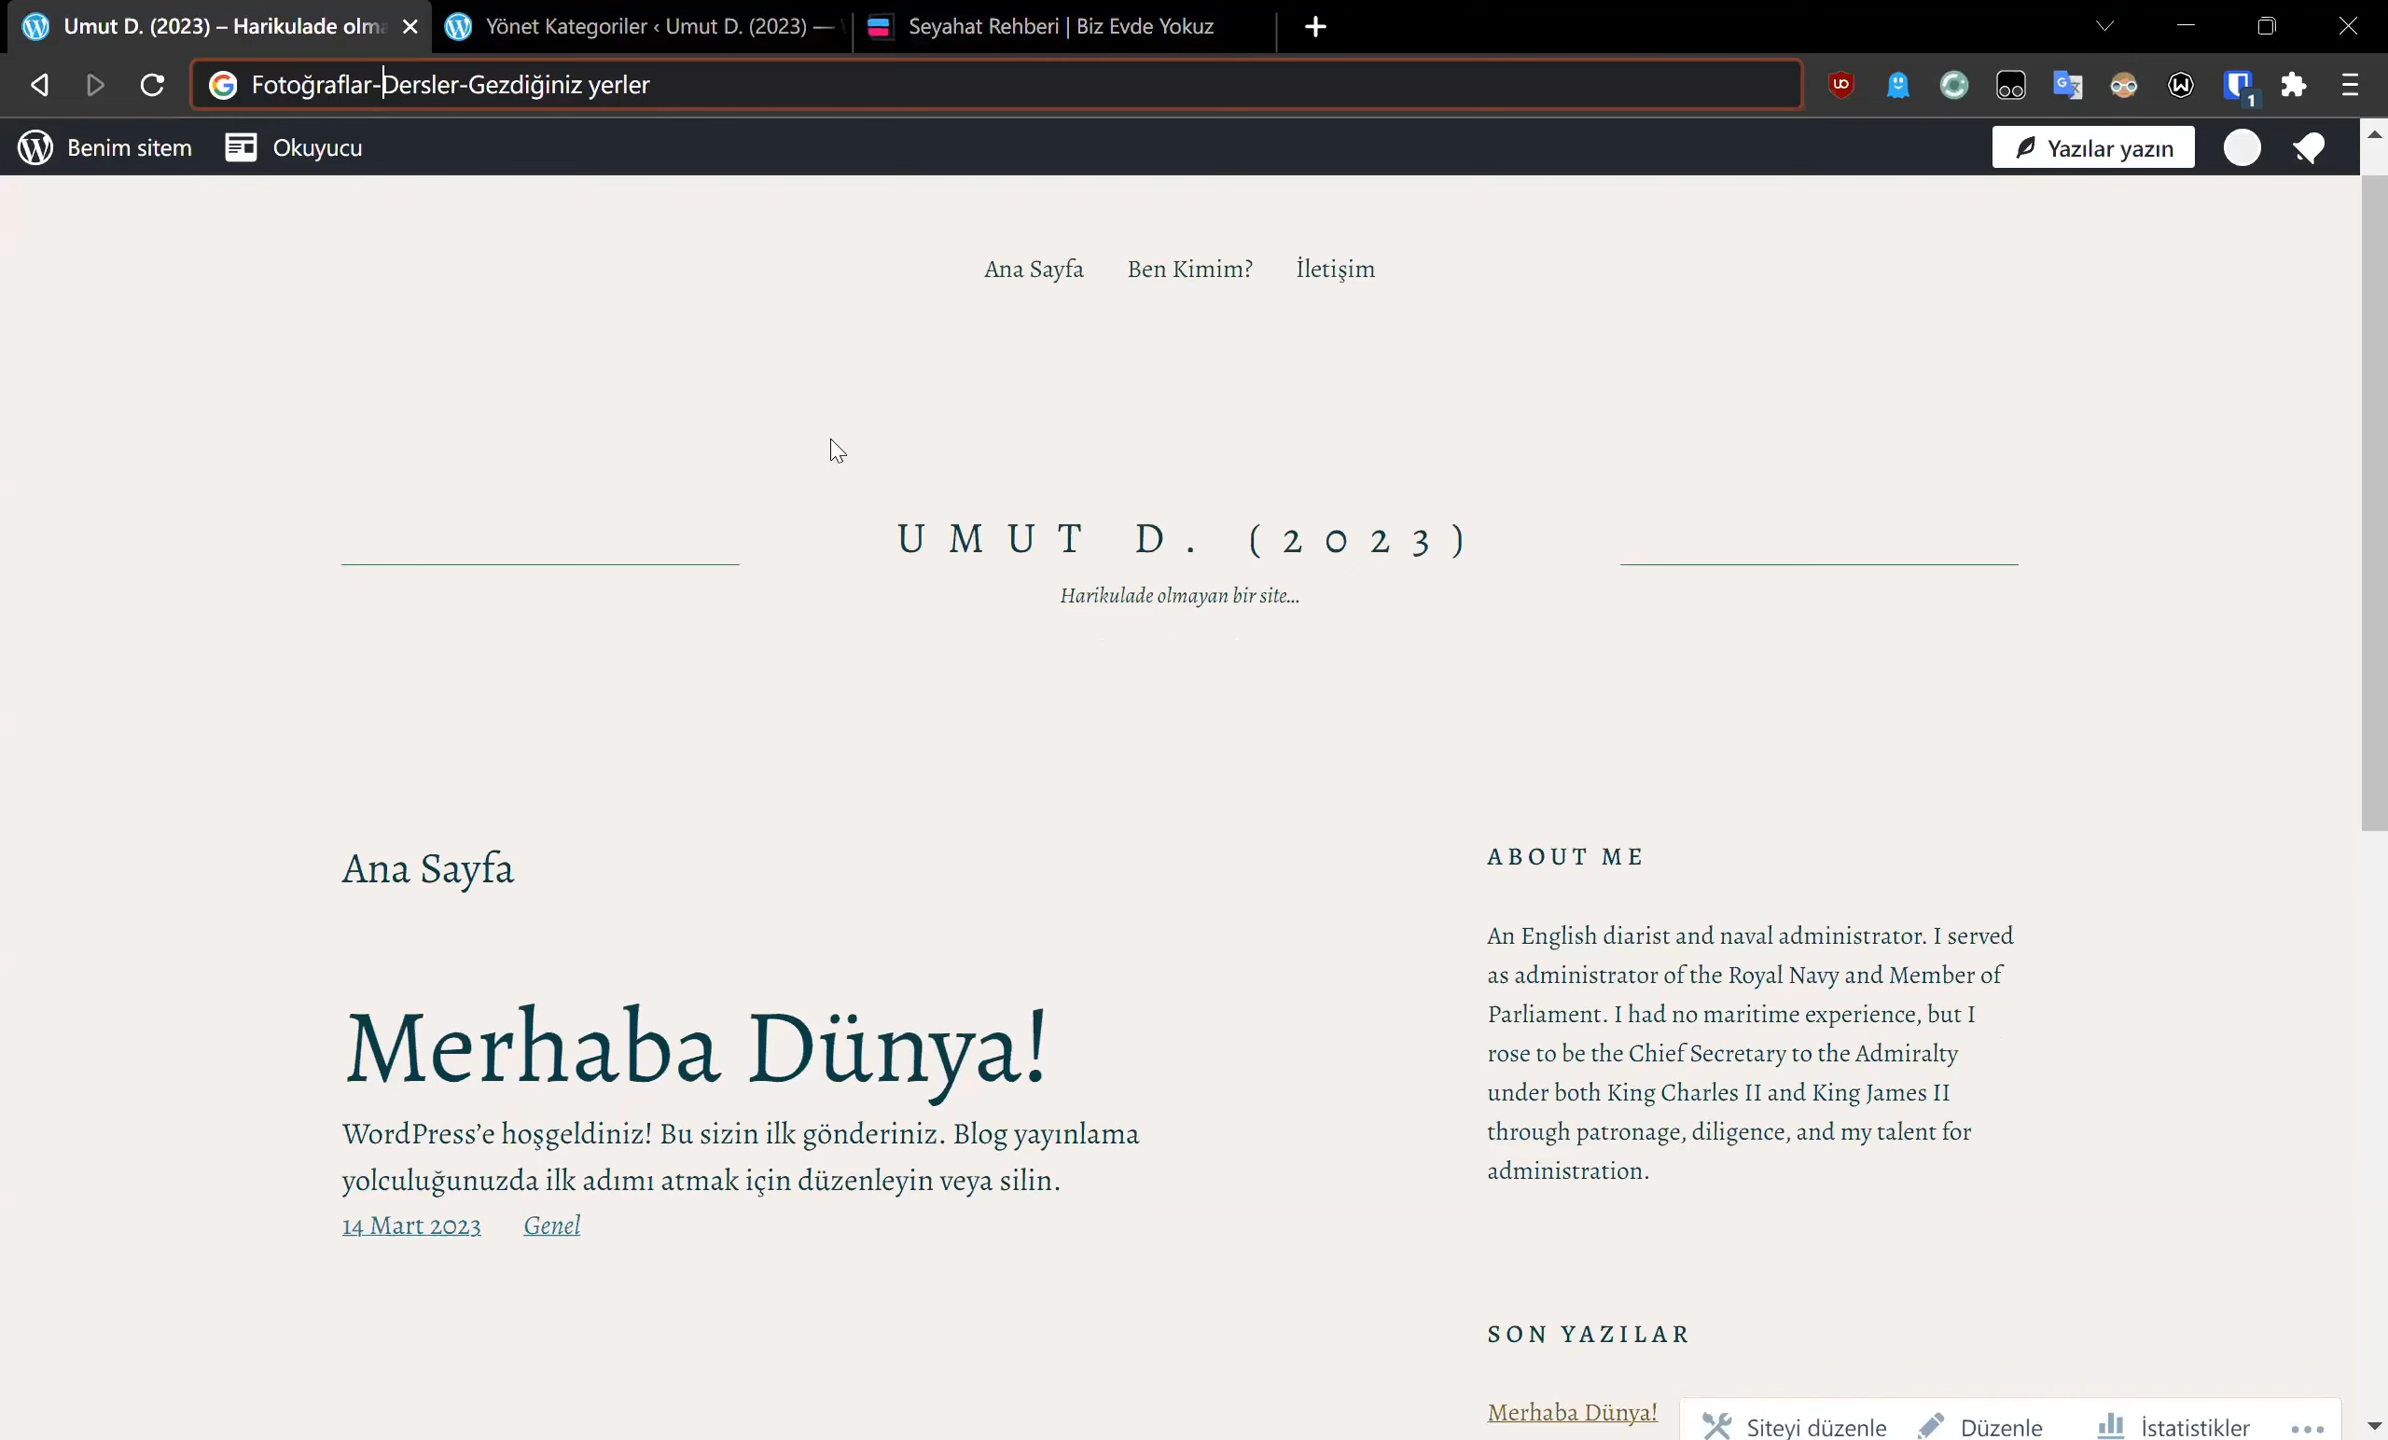 Umut D. (2023) – Harikulade olma
Yönet Kategoriler ‹ Umut D. (2023) —
Seyahat Rehberi | Biz Evde Yokuz
Fotoğraflar-Dersler-Gezdiğiniz yerler
1
Benim sitem
Okuyucu
Yazılar yazın
Ana Sayfa
Ben Kimim?
İletişim
UMUT D. (2023)
Harikulade olmayan bir site...
Ana Sayfa
Merhaba Dünya!
WordPress’e hoşgeldiniz! Bu sizin ilk gönderiniz. Blog yayınlama
yolculuğunuzda ilk adımı atmak için düzenleyin veya silin.
14 Mart 2023
Genel
ABOUT ME
An English diarist and naval administrator. I served
as administrator of the Royal Navy and Member of
Parliament. I had no maritime experience, but I
rose to be the Chief Secretary to the Admiralty
under both King Charles II and King James II
through patronage, diligence, and my talent for
administration.
SON YAZILAR
Merhaba Dünya!
Siteyi düzenle
Düzenle
İstatistikler